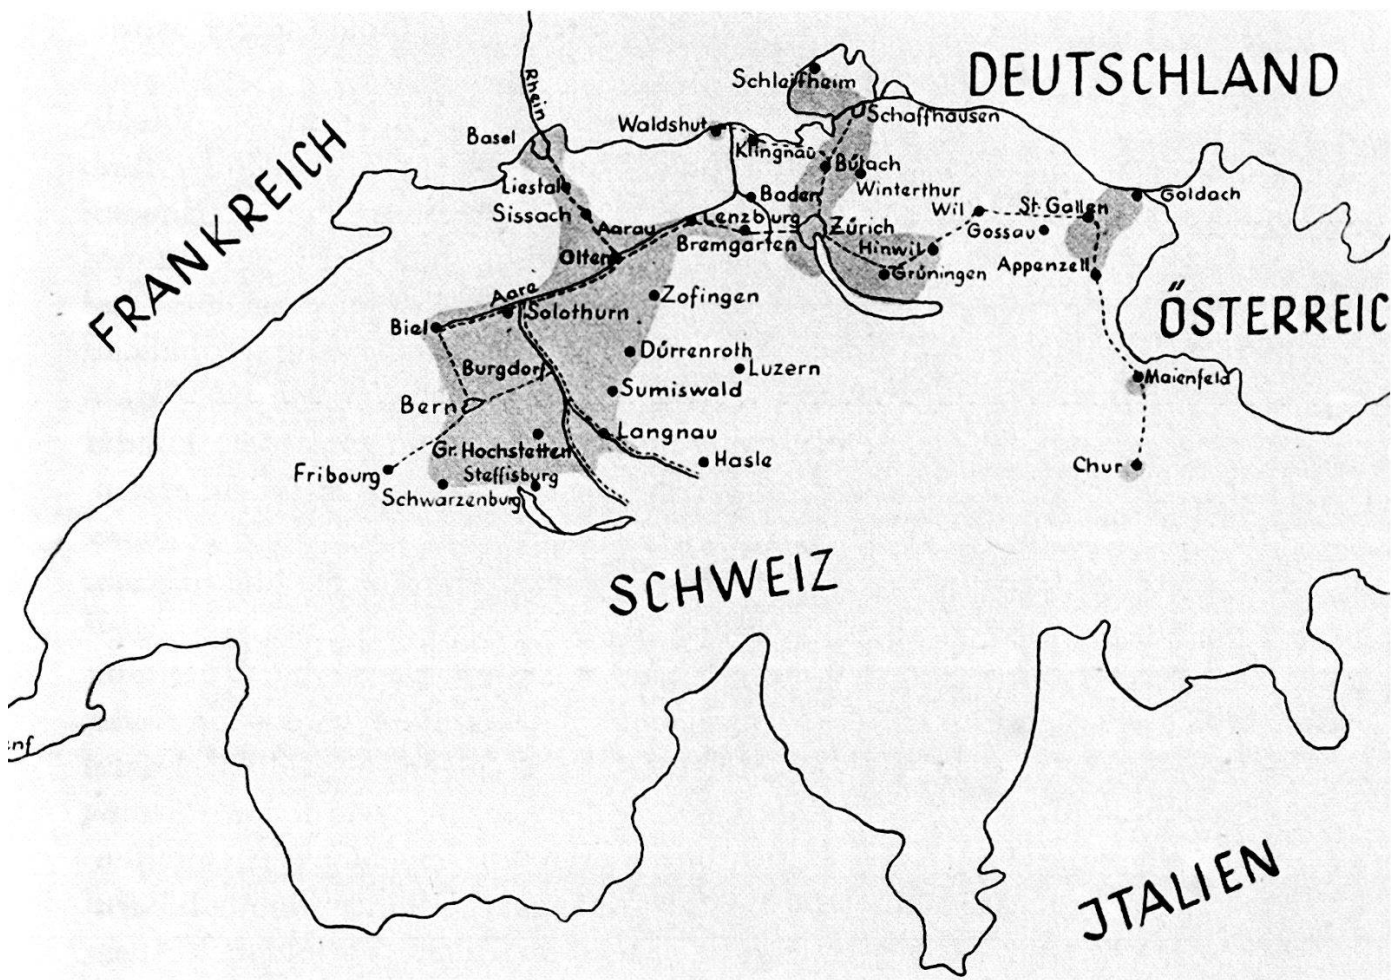 DEUTSCHLAND
FRANKREICH
ÖSTERREIC
SCHWEIZ
JTALIEN
Rhein
Schleitheim
Schaffhausen
Waldshut
Basel
Klingnau
Bülach
Winterthur
Liestal
Baden
Goldach
Sissach
Wil
St. Gallen
Aarau
Lenzburg
Zürich
Gossau
Bremgarten
Hinwil
Olten
Grüningen
Appenzell
Aare
Zofingen
Solothurn
Biel
Dürrenroth
Luzern
Burgdorf
Maienfeld
Sumiswald
Bern
Langnau
Gr. Hochstetten
Hasle
Chur
Fribourg
Steffisburg
Schwarzenburg
nf